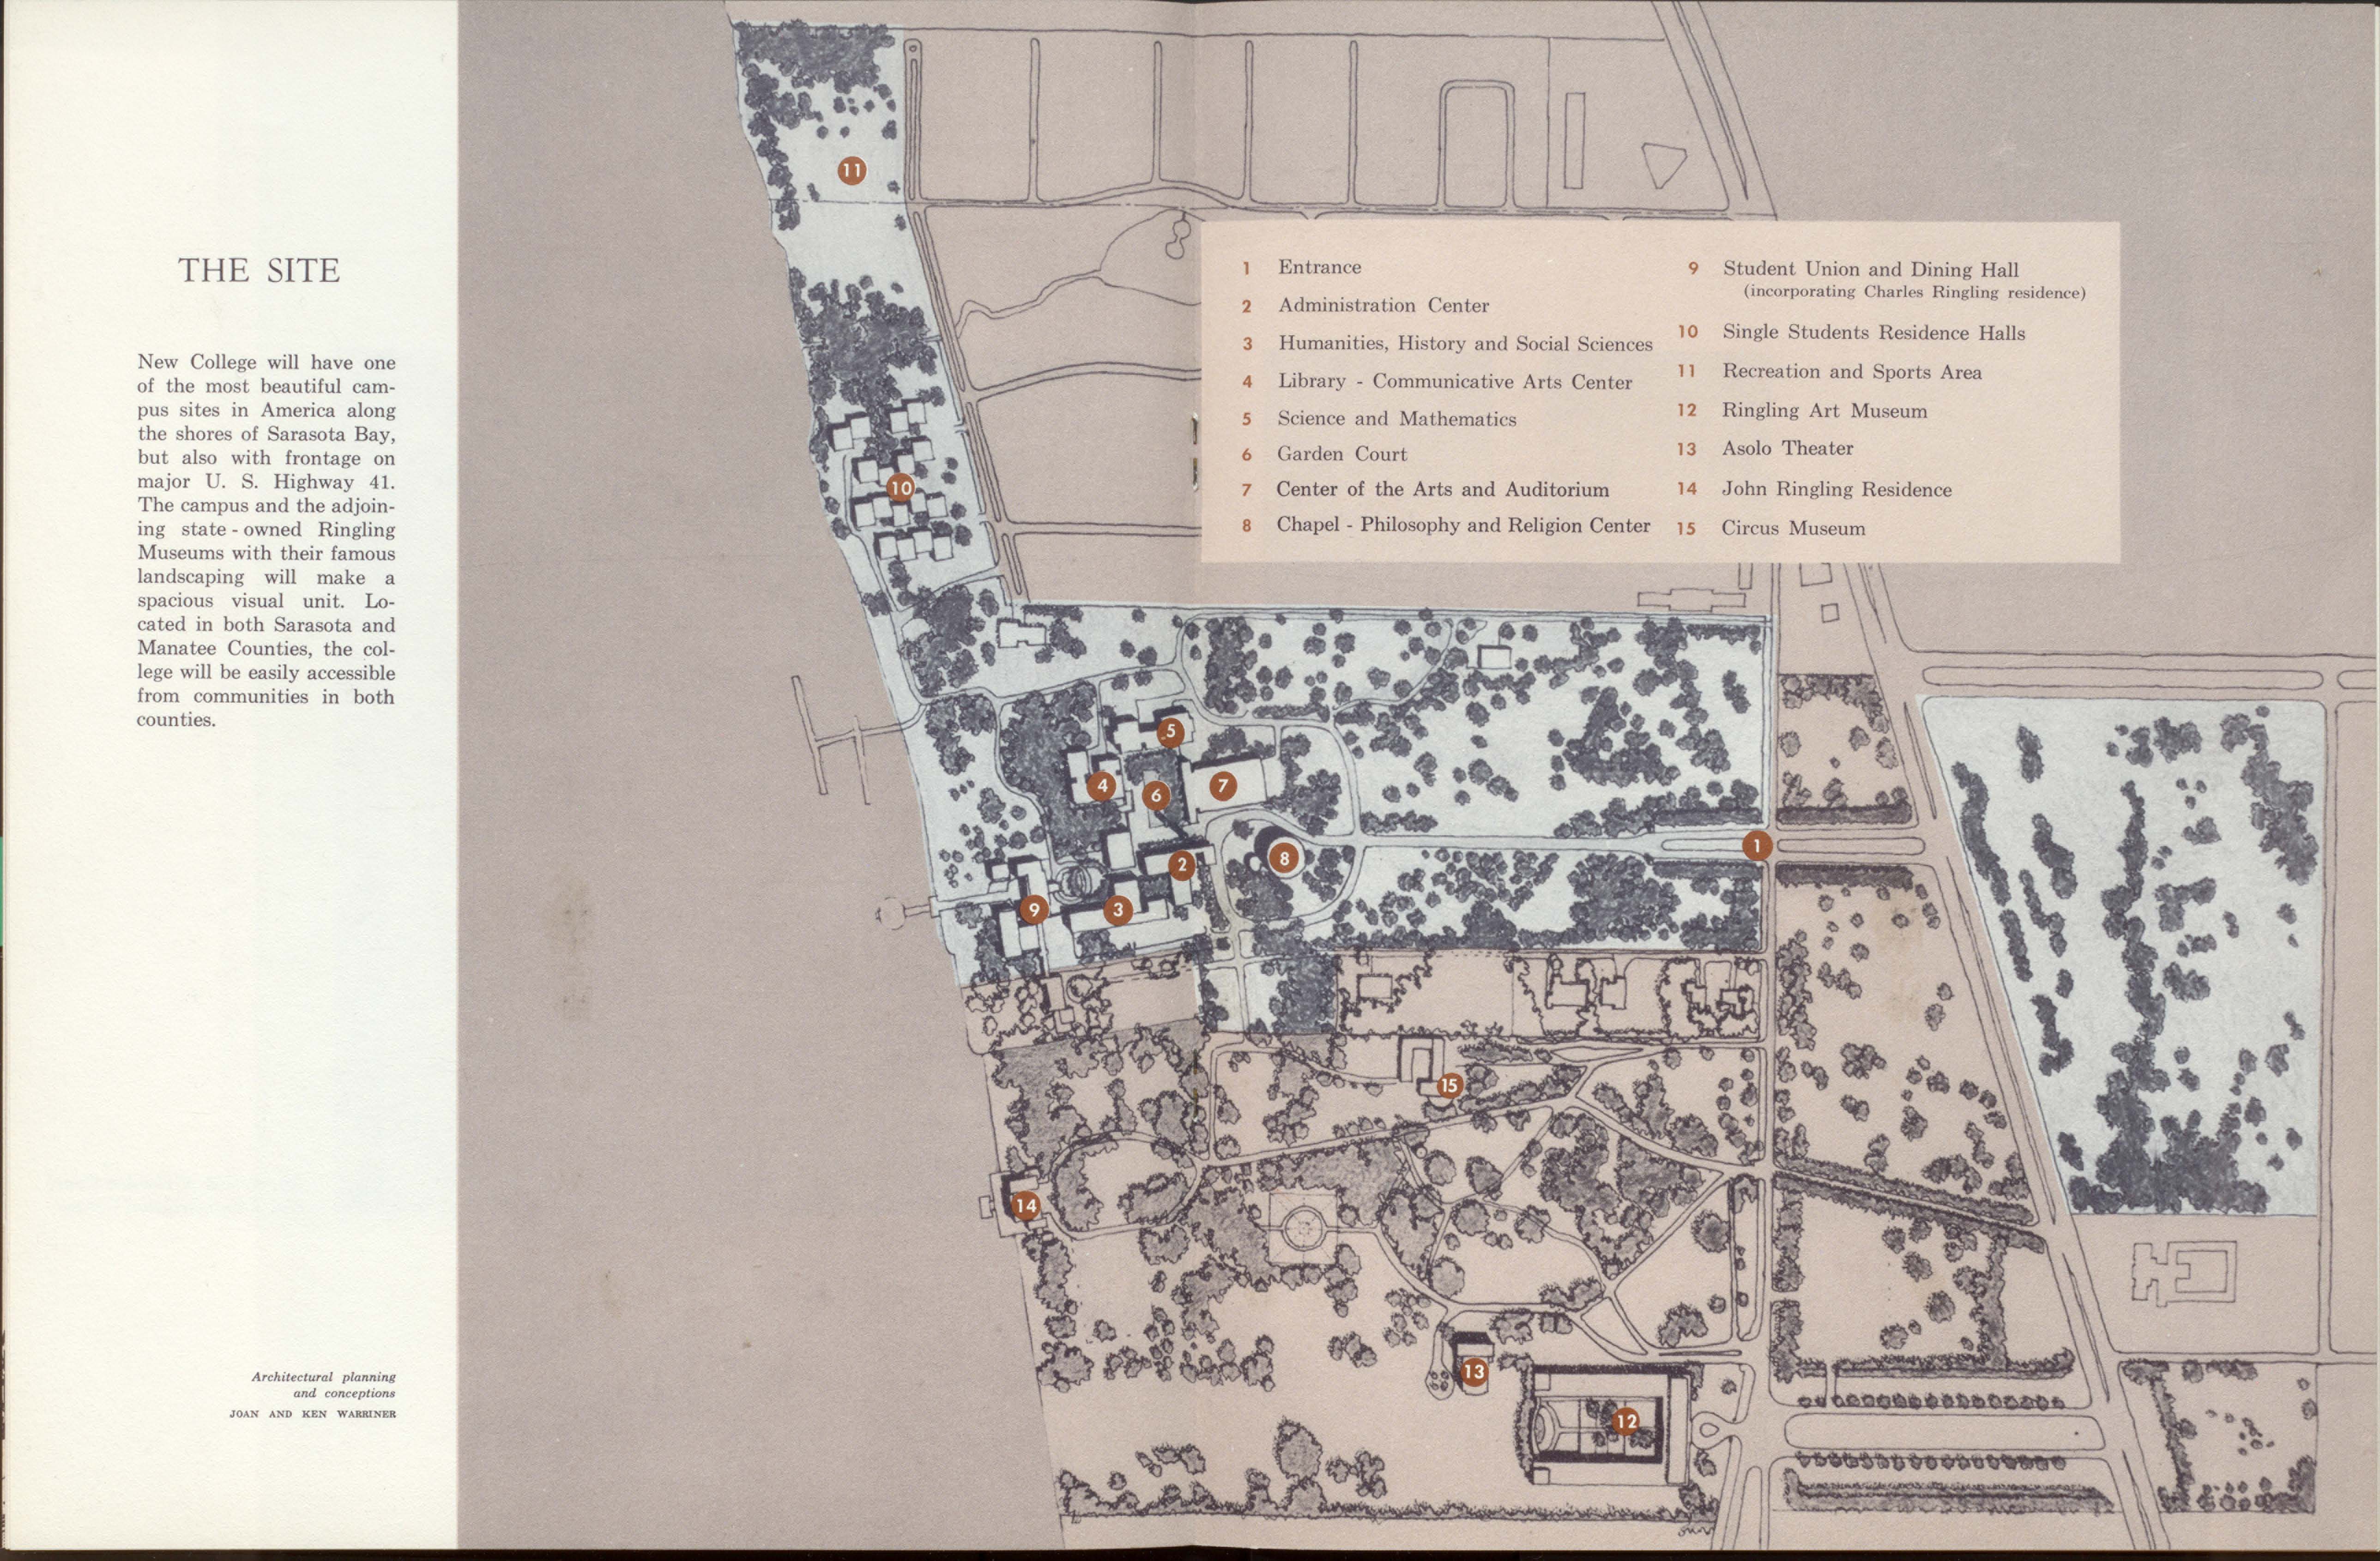 THE SITE
New College will have one
of the most beautiful cam-
pus sites in America along
the shores of Sarasota Bay,
but also with frontage on
major U. S. Highway 41.
The campus and the adjoin-
ing state - owned Ringling
Museums with their famous
landscaping will make a
spacious visual unit. Lo-
cated in both Sarasota and
Manatee Counties, the col-
lege will be easily accessible
from communities in both
counties.
Architectural planning
and conceptions
JOAN AND KEN WARRINER
1 Entrance
2 Administration Center
3 Humanities, History and Social Sciences
4 Library - Communicative Arts Center
5 Science and Mathematics
6 Garden Court
7 Center of the Arts and Auditorium
8 Chapel - Philosophy and Religion Center
9 Student Union and Dining Hall
(incorporating Charles Ringling residence)
10 Single Students Residence Halls
11 Recreation and Sports Area
12 Ringling Art Museum
13 Asolo Theater
14 John Ringling Residence
15 Circus Museum
11
10
5
4
6
7
1
8
2
9
3
15
14
13
12